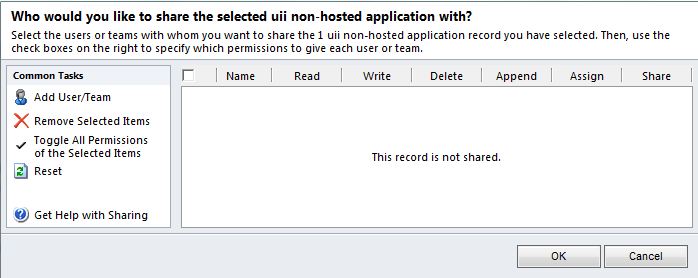 Who would you like to share the selected uii non-hosted application with?
Select the users or teams with whom you want to share the 1 uii non-hosted application record you have selected. Then, use the
check boxes on the right to specify which permissions to give each user or team.
Common Tasks
Add User/Team
Remove Selected Items
Toggle All Permissions
of the Selected Items
Reset
Get Help with Sharing
Name Read Write Delete Append Assign Share
This record is not shared.
OK Cancel